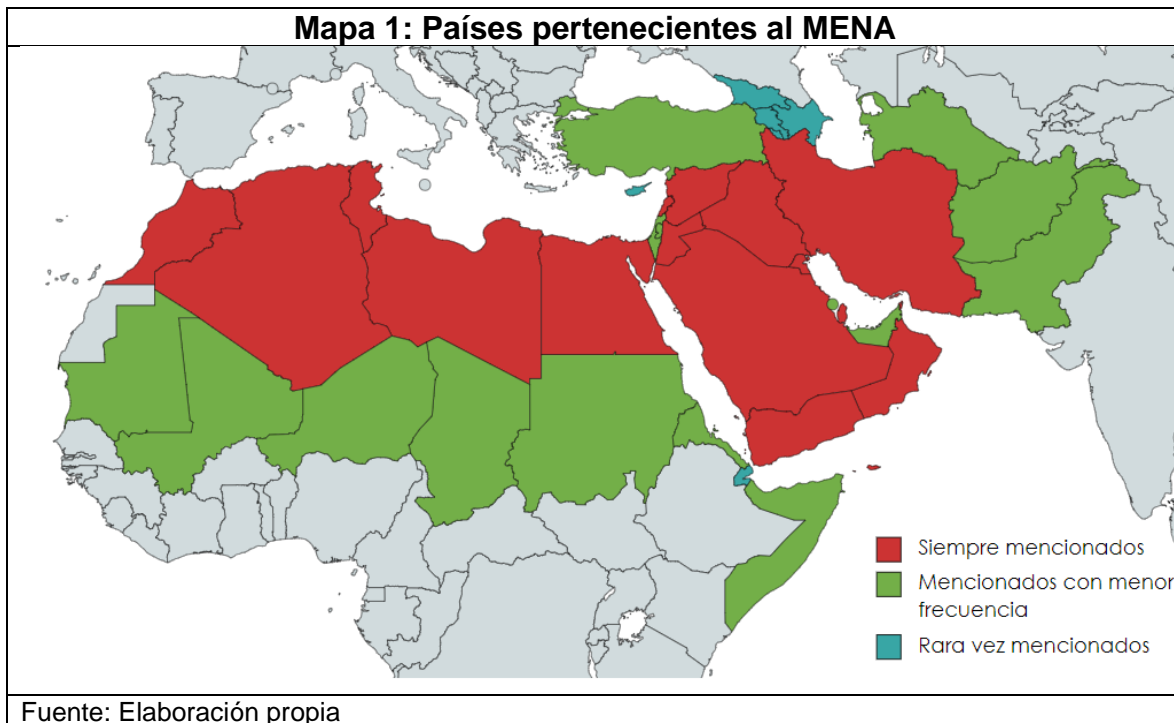 Mapa 1: Países pertenecientes al MENA
Siempre mencionados
Mencionados con menor
frecuencia
Rara vez mencionados
Fuente: Elaboración propia